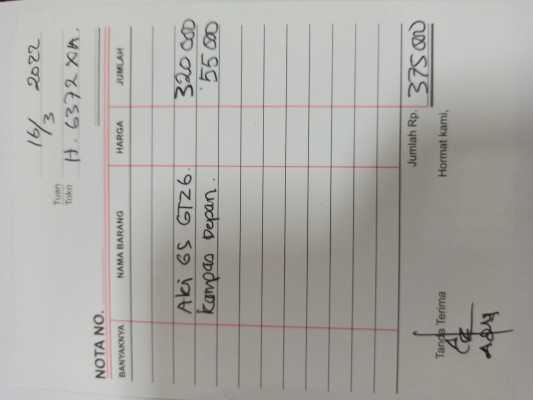 16/3 2022
Tuan
Toko
H. 6372 XN.
NOTA NO.
BANYAKNYA NAMA BARANG HARGA JUMLAH
Aki GS GTZ6. 320 000
Kampas Depan. 55 000
Jumlah Rp. 375 000
Tanda Terima Hormat kami,